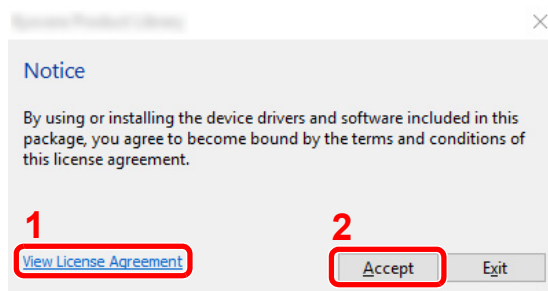 Notice
By using or installing the device drivers and software included in this
package, you agree to become bound by the terms and conditions of
this license agreement.
1
2
View License Agreement
Accept
Exit